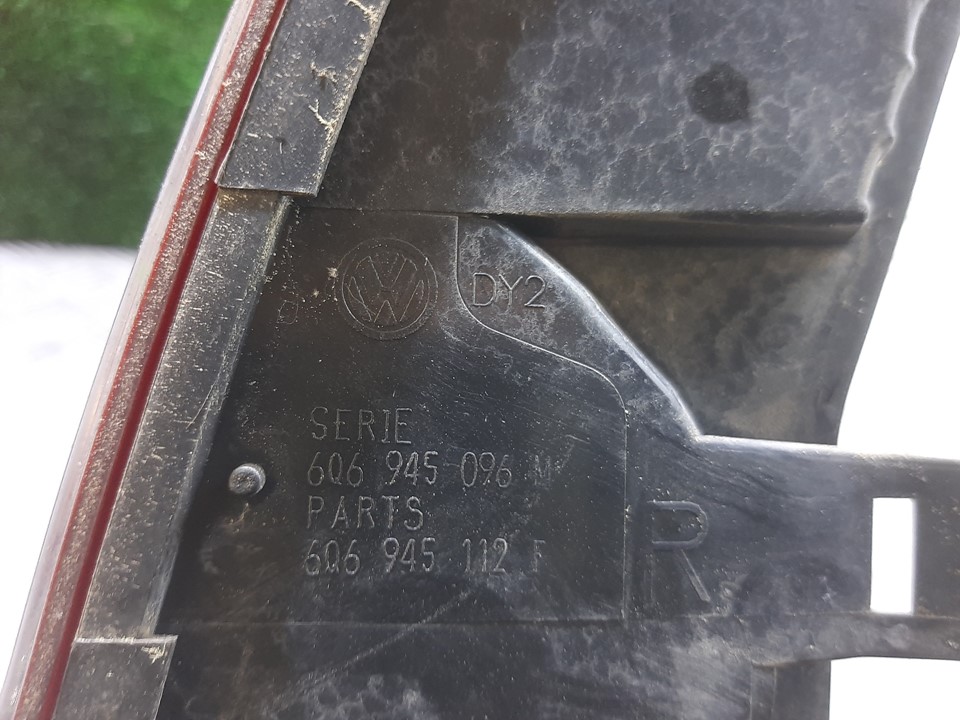 DY2
SERIE
6Q6 945 096 M
PARTS
6Q6 945 112 F
R